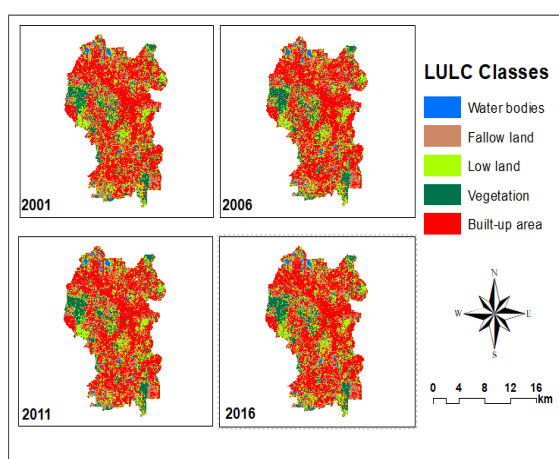 2001
2006
2011
2016
LULC Classes
Water bodies
Fallow land
Low land
Vegetation
Built-up area
N
W
E
S
0 4 8 12 16
km